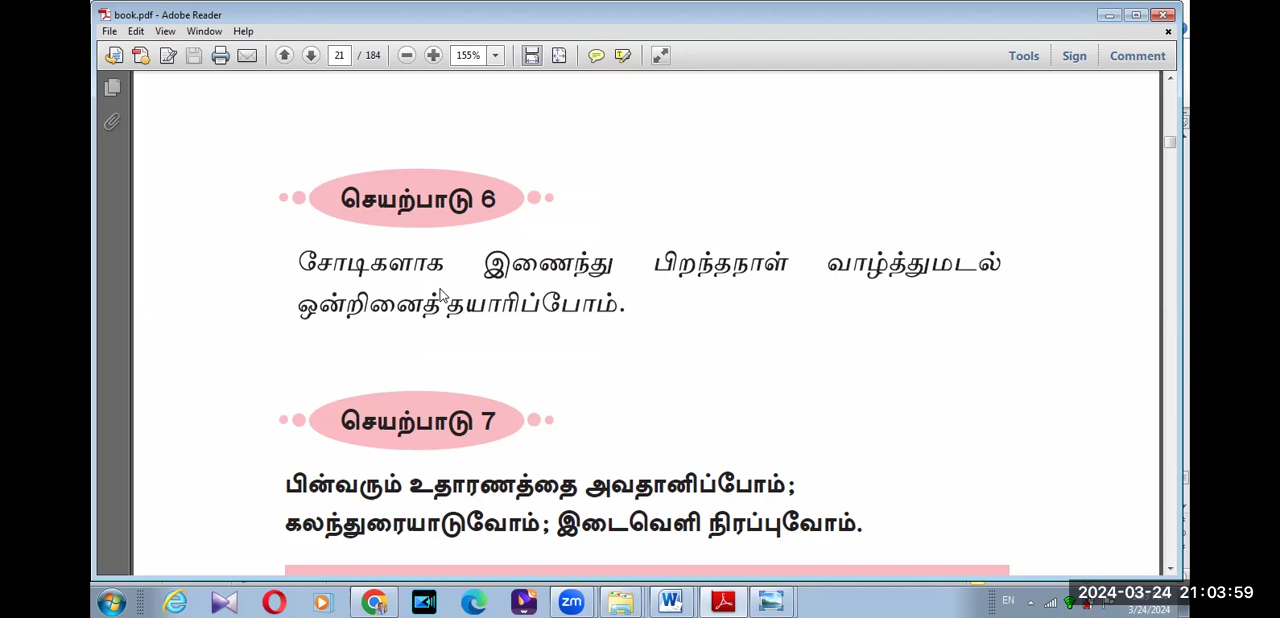 book.pdf - Adobe Reader
File Edit View Window Help
21 / 184 155% Tools Sign Comment
செயற்பாடு 6
சோடிகளாக இணைந்து பிறந்தநாள் வாழ்த்துமடல்
ஒன்றினைத் தயாரிப்போம்.
செயற்பாடு 7
பின்வரும் உதாரணத்தை அவதானிப்போம்;
கலந்துரையாடுவோம்; இடைவெளி நிரப்புவோம்.
zm EN
2024-03-24 21:03:59
3/24/2024